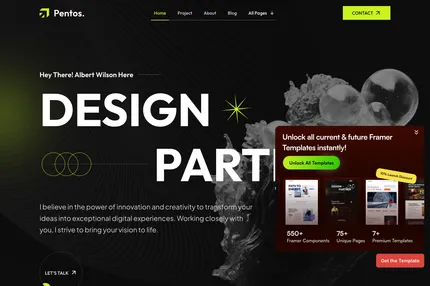 Pentos.
Home Project About Blog All Pages
CONTACT
Hey There! Albert Wilson Here
DESIGN
PART
I believe in the power of innovation and creativity to transform your
ideas into exceptional digital experiences. Working closely with
you, I strive to bring your vision to life.
LET'S TALK
Unlock all current & future Framer
Templates instantly!
Unlock All Templates
10% Launch Discount
550+ 75+ 7+
Framer Components Unique Pages Premium Templates
Get the Template